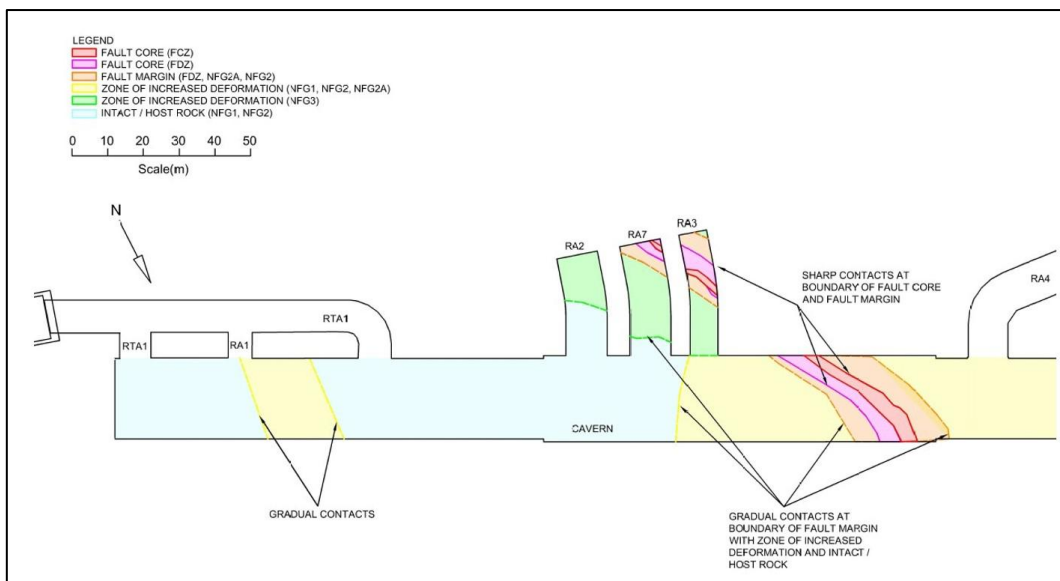 LEGEND
FAULT CORE (FCZ)
FAULT CORE (FDZ)
FAULT MARGIN (FDZ, NFG2A, NFG2)
ZONE OF INCREASED DEFORMATION (NFG1, NFG2, NFG2A)
ZONE OF INCREASED DEFORMATION (NFG3)
INTACT / HOST ROCK (NFG1, NFG2)
0 10 20 30 40 50
Scale(m)
N
RA2
RA7
RA3
RA4
SHARP CONTACTS AT
BOUNDARY OF FAULT CORE
AND FAULT MARGIN
RTA1
RTA1
RA1
CAVERN
GRADUAL CONTACTS
GRADUAL CONTACTS AT
BOUNDARY OF FAULT MARGIN
WITH ZONE OF INCREASED
DEFORMATION AND INTACT /
HOST ROCK